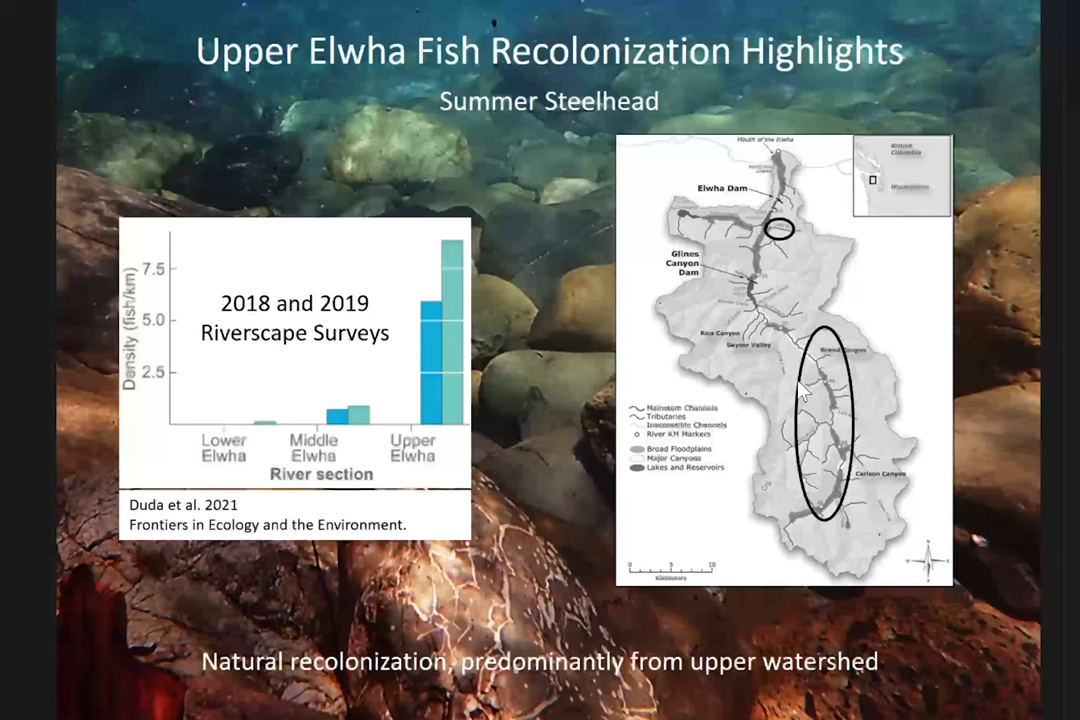 Upper Elwha Fish Recolonization Highlights
Summer Steelhead
Density (fish/km)
7.5
5.0
2.5
2018 and 2019
Riverscape Surveys
Lower
Elwha
Middle
Elwha
Upper
Elwha
River section
Duda et al. 2021
Frontiers in Ecology and the Environment.
Mouth of the Elwha
British
Columbia
Washington
Elwha Dam
Glines
Canyon
Dam
Rica Canyon
Geyser Valley
Grand Canyon
Carlson Canyon
Mainstem Channels
Tributaries
Inaccessible Channels
River KM Markers
Broad Floodplains
Major Canyons
Lakes and Reservoirs
0 5 10
Kilometers
N
W E
S
Natural recolonization, predominantly from upper watershed